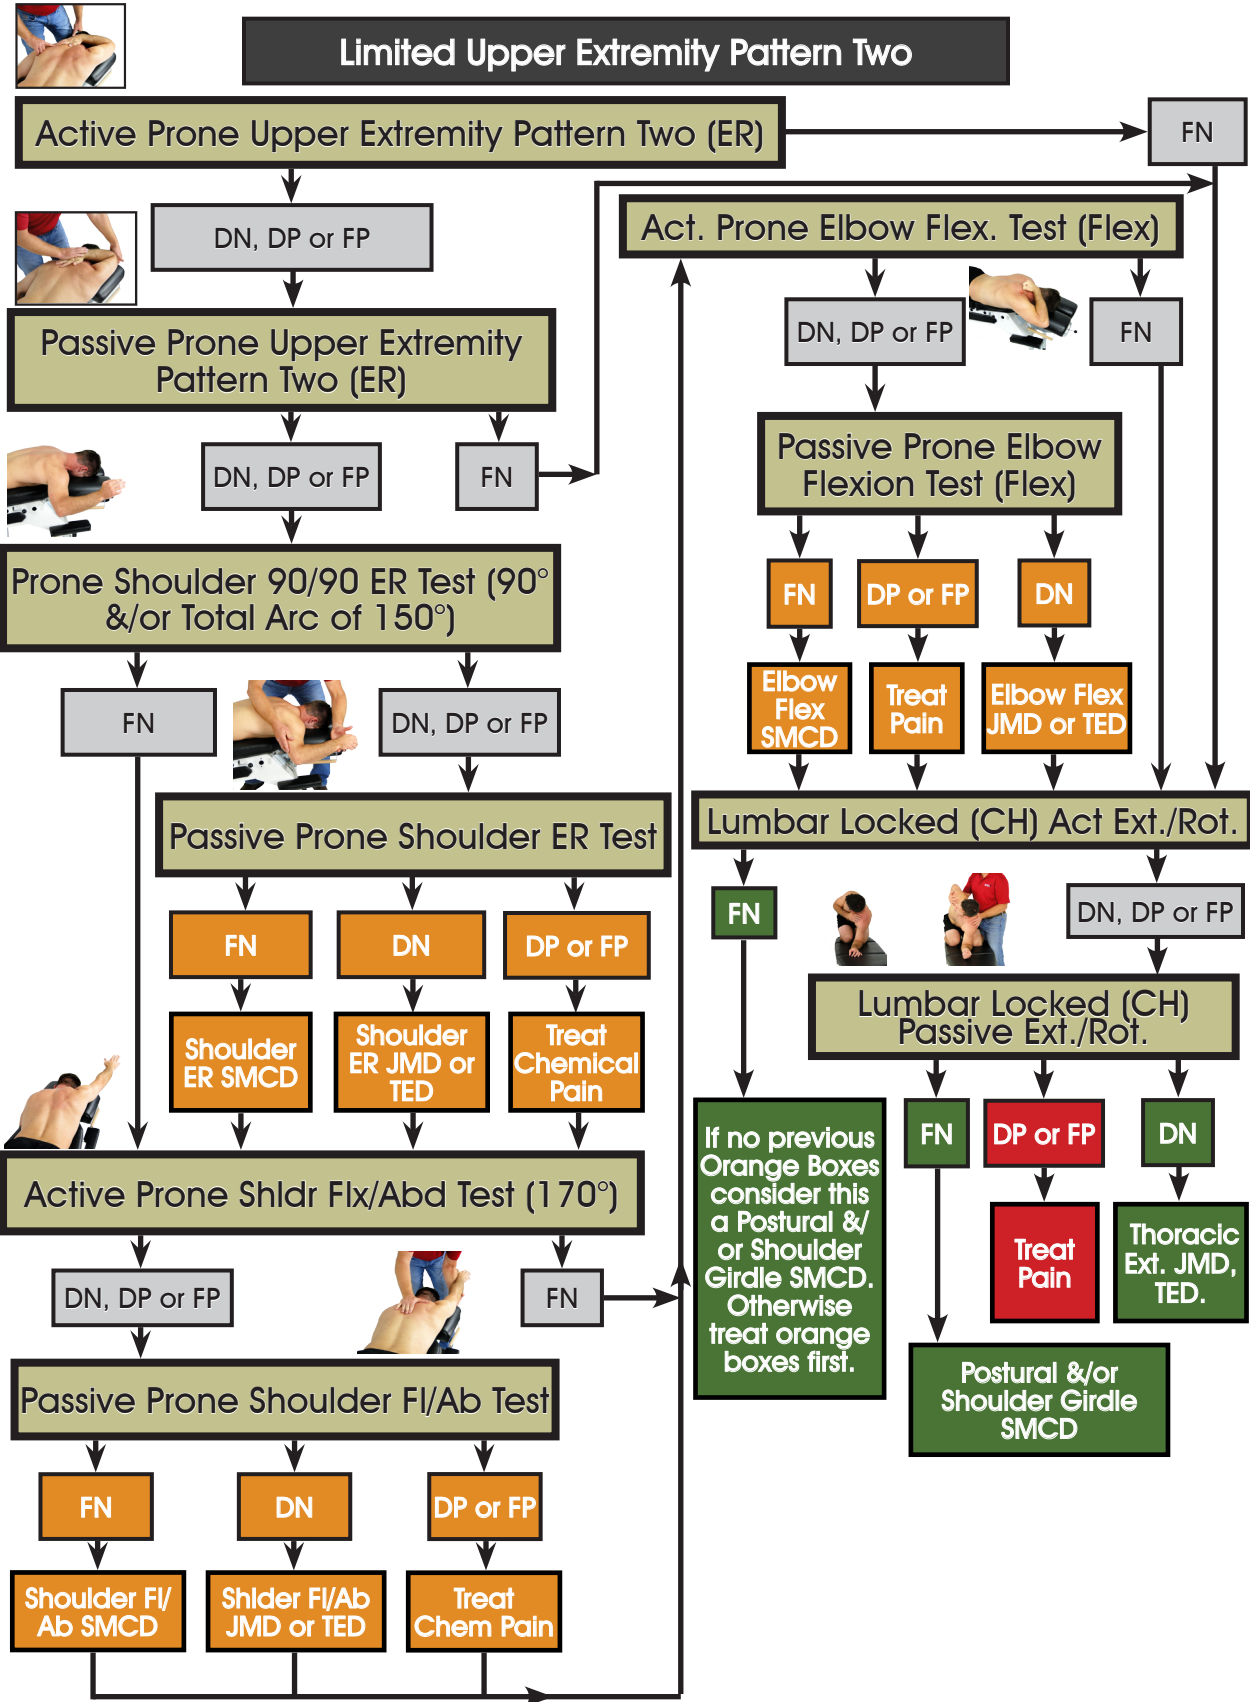 Limited Upper Extremity Pattern Two
Active Prone Upper Extremity Pattern Two (ER)
FN
DN, DP or FP
Passive Prone Upper Extremity
Pattern Two (ER)
DN, DP or FP
FN
Prone Shoulder 90/90 ER Test (90°
&/or Total Arc of 150°)
FN
DN, DP or FP
Passive Prone Shoulder ER Test
FN
DN
DP or FP
Shoulder
ER SMCD
Shoulder
ER JMD or
TED
Treat
Chemical
Pain
Active Prone Shldr Flx/Abd Test (170°)
DN, DP or FP
FN
Passive Prone Shoulder Fl/Ab Test
FN
DN
DP or FP
Shoulder Fl/
Ab SMCD
Shlder Fl/Ab
JMD or TED
Treat
Chem Pain
Act. Prone Elbow Flex. Test (Flex)
DN, DP or FP
FN
Passive Prone Elbow
Flexion Test (Flex)
FN
DP or FP
DN
Elbow
Flex
SMCD
Treat
Pain
Elbow Flex
JMD or TED
Lumbar Locked (CH) Act Ext./Rot.
FN
DN, DP or FP
Lumbar Locked (CH)
Passive Ext./Rot.
FN
DP or FP
DN
If no previous
Orange Boxes
consider this
a Postural &/
or Shoulder
Girdle SMCD.
Otherwise
treat orange
boxes first.
Treat
Pain
Thoracic
Ext. JMD,
TED.
Postural &/or
Shoulder Girdle
SMCD